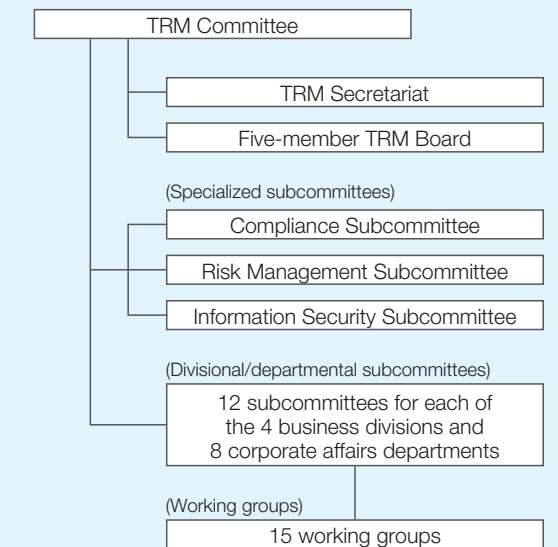 TRM Committee
TRM Secretariat
Five-member TRM Board
(Specialized subcommittees)
Compliance Subcommittee
Risk Management Subcommittee
Information Security Subcommittee
(Divisional/departmental subcommittees)
12 subcommittees for each of
the 4 business divisions and
8 corporate affairs departments
(Working groups)
15 working groups